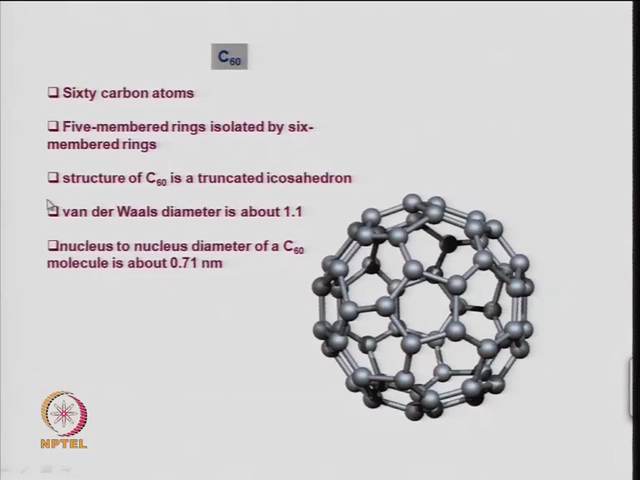 C60
❑ Sixty carbon atoms
❑ Five-membered rings isolated by six-
membered rings
❑ structure of C60 is a truncated icosahedron
❑ van der Waals diameter is about 1.1
❑nucleus to nucleus diameter of a C60
molecule is about 0.71 nm
NPTEL